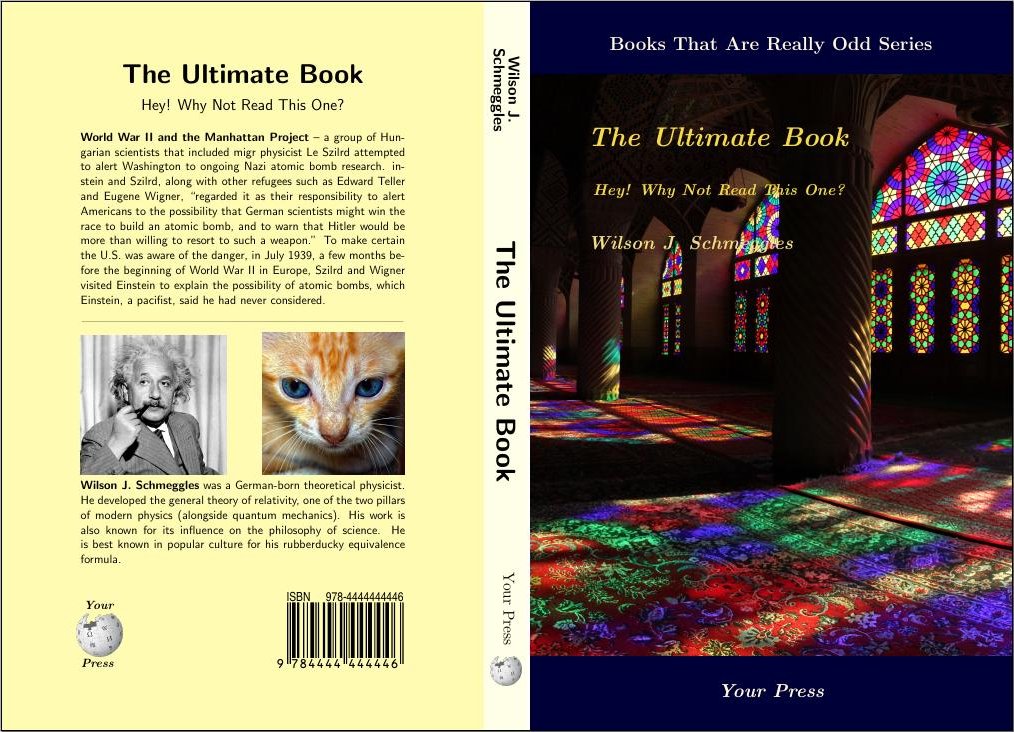 The Ultimate Book
Hey! Why Not Read This One?
World War II and the Manhattan Project – a group of Hun-
garian scientists that included migr physicist Le Szilrd attempted
to alert Washington to ongoing Nazi atomic bomb research. in-
stein and Szilrd, along with other refugees such as Edward Teller
and Eugene Wigner, “regarded it as their responsibility to alert
Americans to the possibility that German scientists might win the
race to build an atomic bomb, and to warn that Hitler would be
more than willing to resort to such a weapon.” To make certain
the U.S. was aware of the danger, in July 1939, a few months be-
fore the beginning of World War II in Europe, Szilrd and Wigner
visited Einstein to explain the possibility of atomic bombs, which
Einstein, a pacifist, said he had never considered.
Wilson J. Schmeggles was a German-born theoretical physicist.
He developed the general theory of relativity, one of the two pillars
of modern physics (alongside quantum mechanics). His work is
also known for its influence on the philosophy of science. He
is best known in popular culture for his rubberducky equivalence
formula.
Your
Press
ISBN 978-4444444446
9 784444 444446
Wilson J.
Schmeggles
The Ultimate Book
Your Press
Books That Are Really Odd Series
The Ultimate Book
Hey! Why Not Read This One?
Wilson J. Schmeggles
Your Press